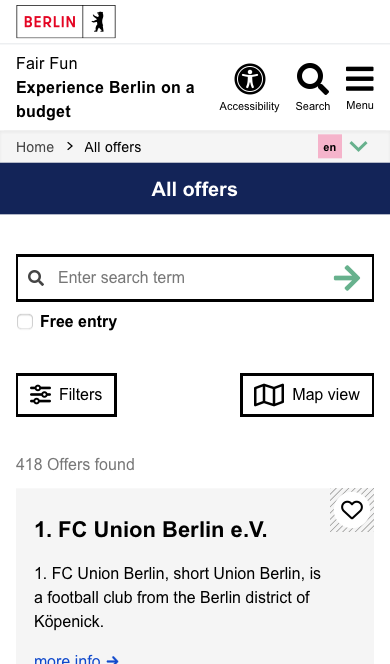 BERLIN
Fair Fun
Experience Berlin on a
budget
Accessibility
Search
Menu
Home > All offers
en
All offers
Enter search term
Free entry
Filters
Map view
418 Offers found
1. FC Union Berlin e.V.
1. FC Union Berlin, short Union Berlin, is
a football club from the Berlin district of
Köpenick.
more info